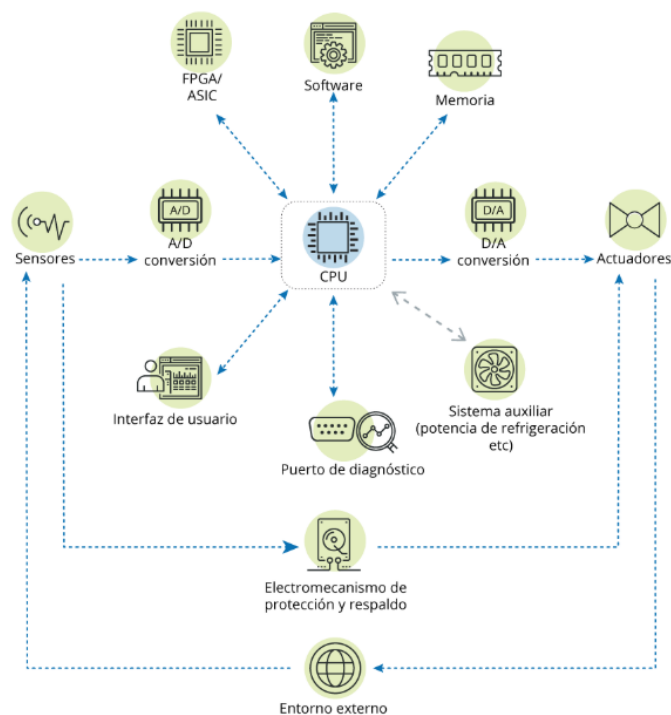 FPGA/
ASIC
Software
Memoria
A/D
D/A
Sensores
A/D
conversión
CPU
D/A
conversión
Actuadores
Interfaz de usuario
Puerto de diagnóstico
Sistema auxiliar
(potencia de refrigeración
etc)
Electromecanismo de
protección y respaldo
Entorno externo